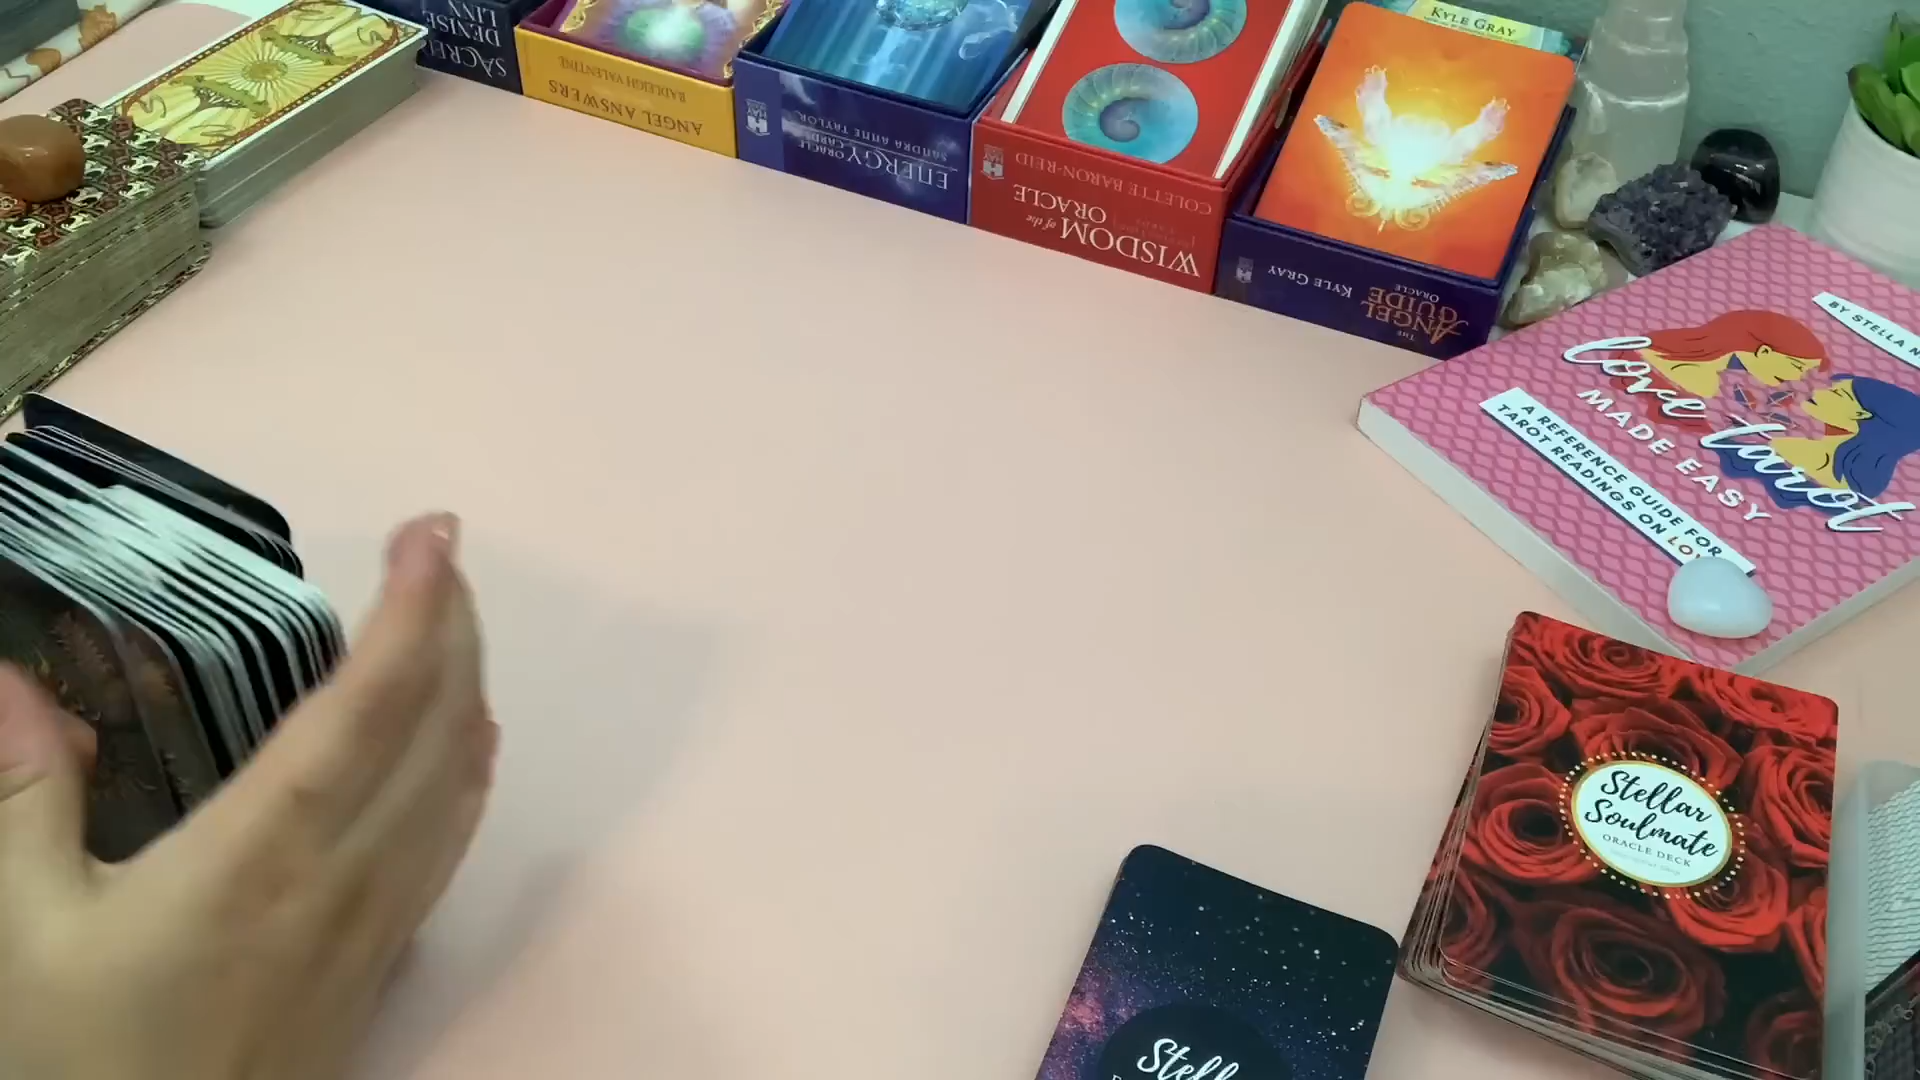 DENISE
LINN
ANGEL ANSWERS
RADLEIGH VALENTINE
ENERGY ORACLE
CARDS
SANDRA ANNE TAYLOR
WISDOM of the
ORACLE
COLETTE BARON-REID
KYLE GRAY
THE
ANGEL
GUIDE
ORACLE
KYLE GRAY
BY STELLA N
love tarot
MADE EASY
A REFERENCE GUIDE FOR
TAROT READINGS ON
Stellar
Soulmate
ORACLE DECK
Stell